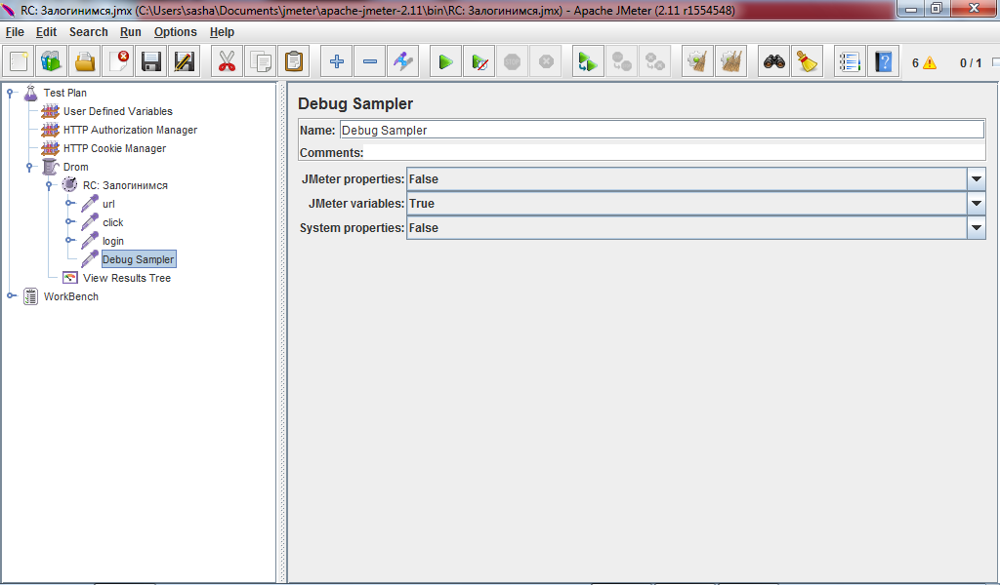 RC: Залогинимся.jmx (C:\Users\sasha\Documents\jmeter\apache-jmeter-2.11\bin\RC: Залогинимся.jmx) - Apache JMeter (2.11 r1554548)
File Edit Search Run Options Help
6 0 / 1
Test Plan
User Defined Variables
HTTP Authorization Manager
HTTP Cookie Manager
Drom
RC: Залогинимся
url
click
login
Debug Sampler
View Results Tree
WorkBench
Debug Sampler
Name: Debug Sampler
Comments:
JMeter properties: False
JMeter variables: True
System properties: False